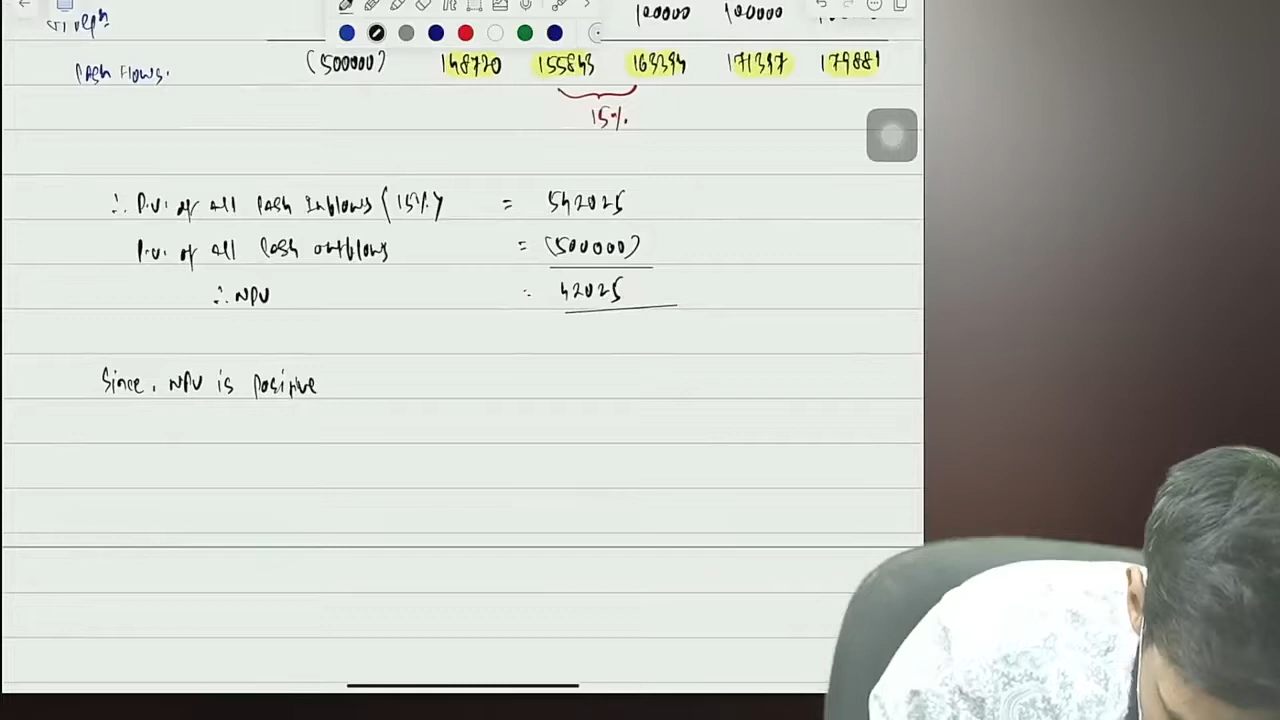 100000 100000
Cash Flows. (500000) 148720 155843 163394 171397 179881
15%
∴ P.V. of all Cash Inflows (15%) = 542025
P.V. of all Cash outflows = (500000)
∴ NPV = 42025
Since, NPV is positive